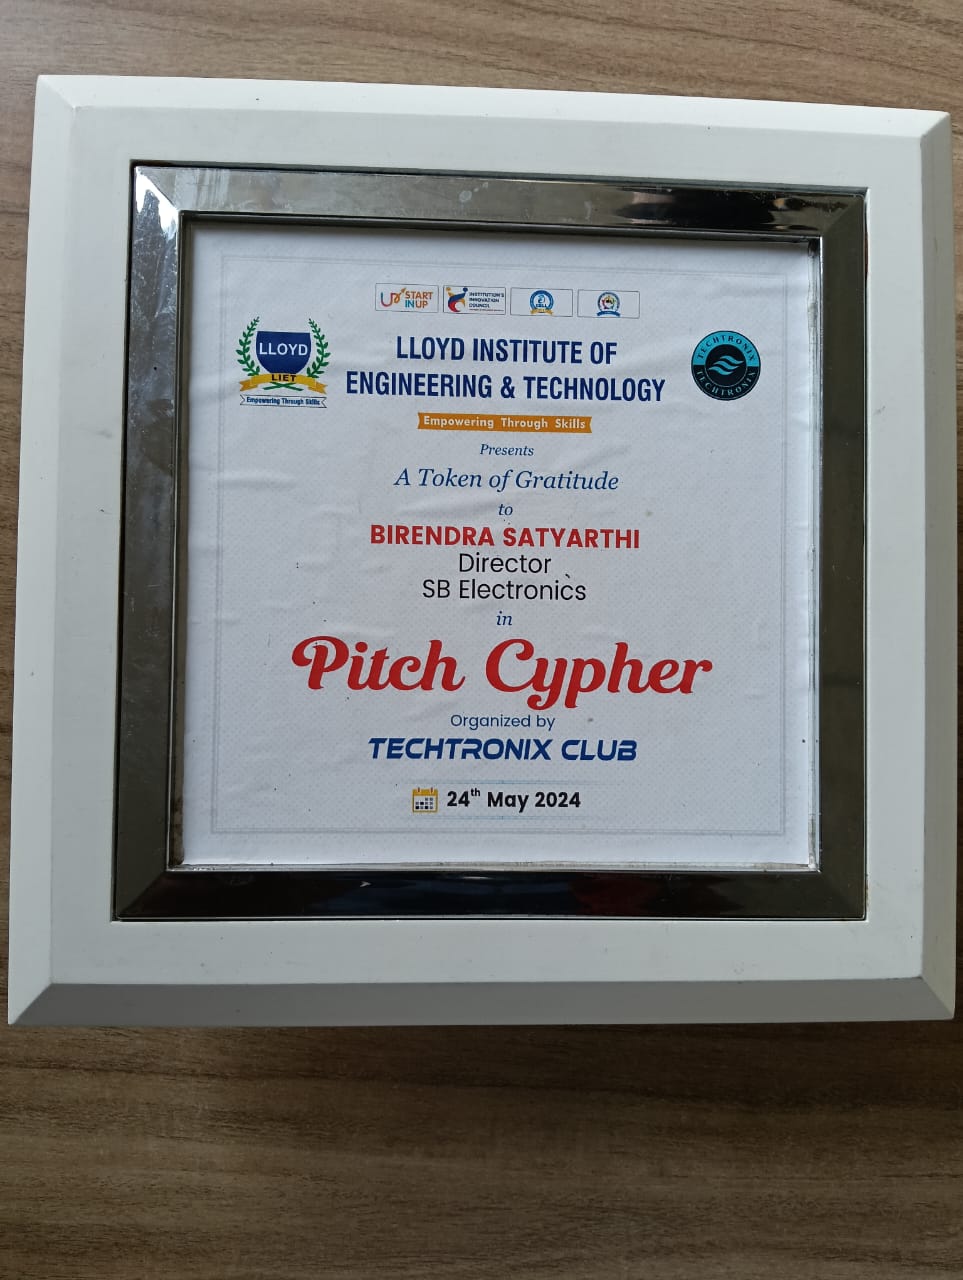 START
INUP
INSTITUTION'S
INNOVATION
COUNCIL
LLOYD
LIET
Empowering Through Skills
LLOYD INSTITUTE OF
ENGINEERING & TECHNOLOGY
TECHTRONIX
TECHTRONIX
Empowering Through Skills
Presents
A Token of Gratitude
to
BIRENDRA SATYARTHI
Director
SB Electronics
in
Pitch Cypher
Organized by
TECHTRONIX CLUB
24th May 2024